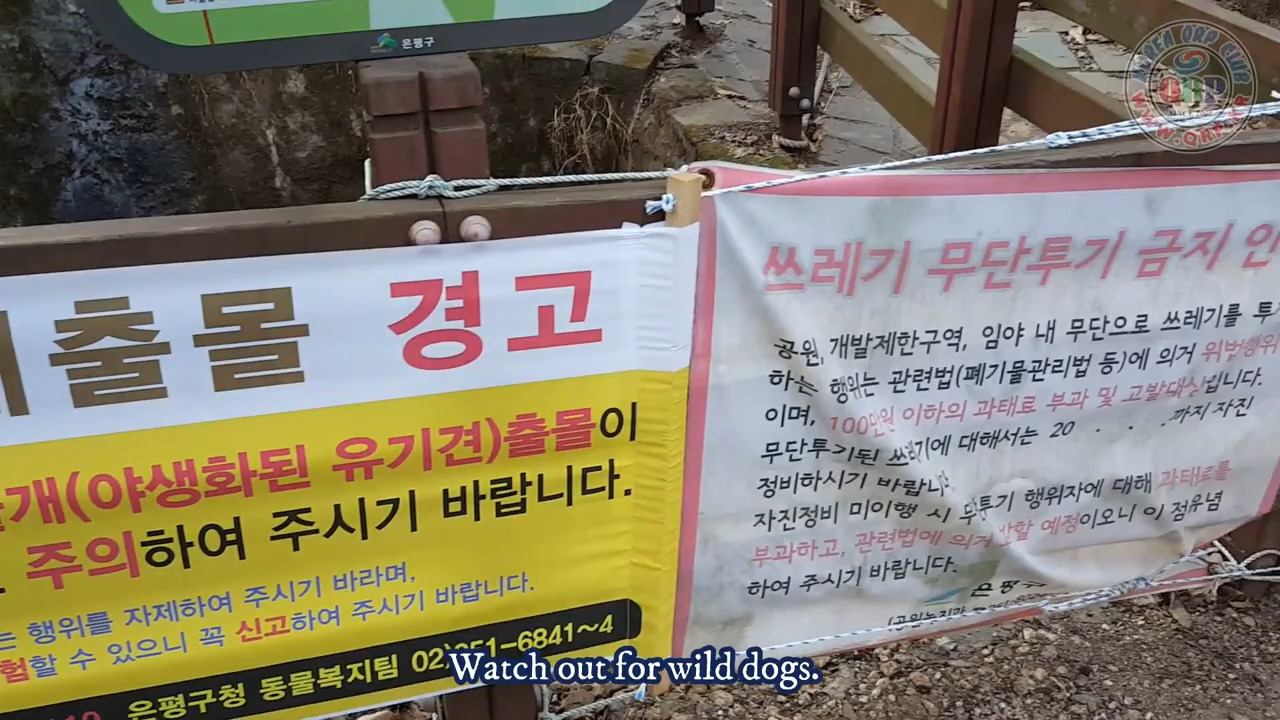 은평구
KOREA QRP CLUB
QRP
WWW.QRP.KR
출몰 경고
개(야생화된 유기견)출몰이
주의하여 주시기 바랍니다.
는 행위를 자제하여 주시기 바라며,
험할 수 있으니 꼭 신고하여 주시기 바랍니다.
은평구청 동물복지팀 02)351-6841~4
쓰레기 무단투기 금지
공원, 개발제한구역, 임야 내 무단으로 쓰레기를 투
하는 행위는 관련법(폐기물관리법 등)에 의거 위법행위
이며, 100만원 이하의 과태료 부과 및 고발대상입니다.
무단투기된 쓰레기에 대해서는 20 . . .까지 자진
정비하시기 바랍니다.
자진정비 미이행 시 무단투기 행위자에 대해 과태료를
부과하고, 관련법에 의거 예정이오니 이 점유념
하여 주시기 바랍니다.
은평구
Watch out for wild dogs.